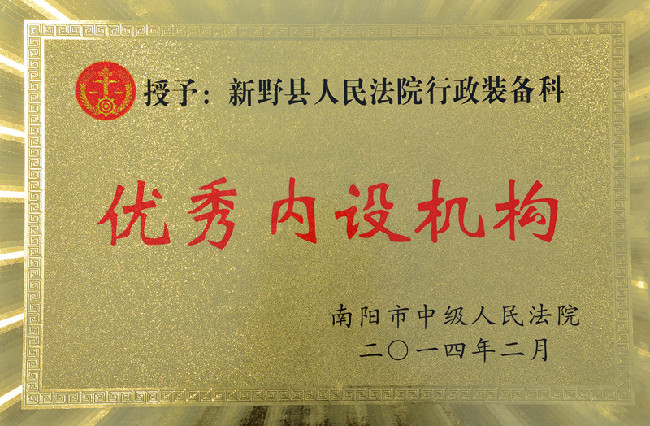 授予：新野县人民法院行政装备科
优秀内设机构
南阳市中级人民法院
二〇一四年二月